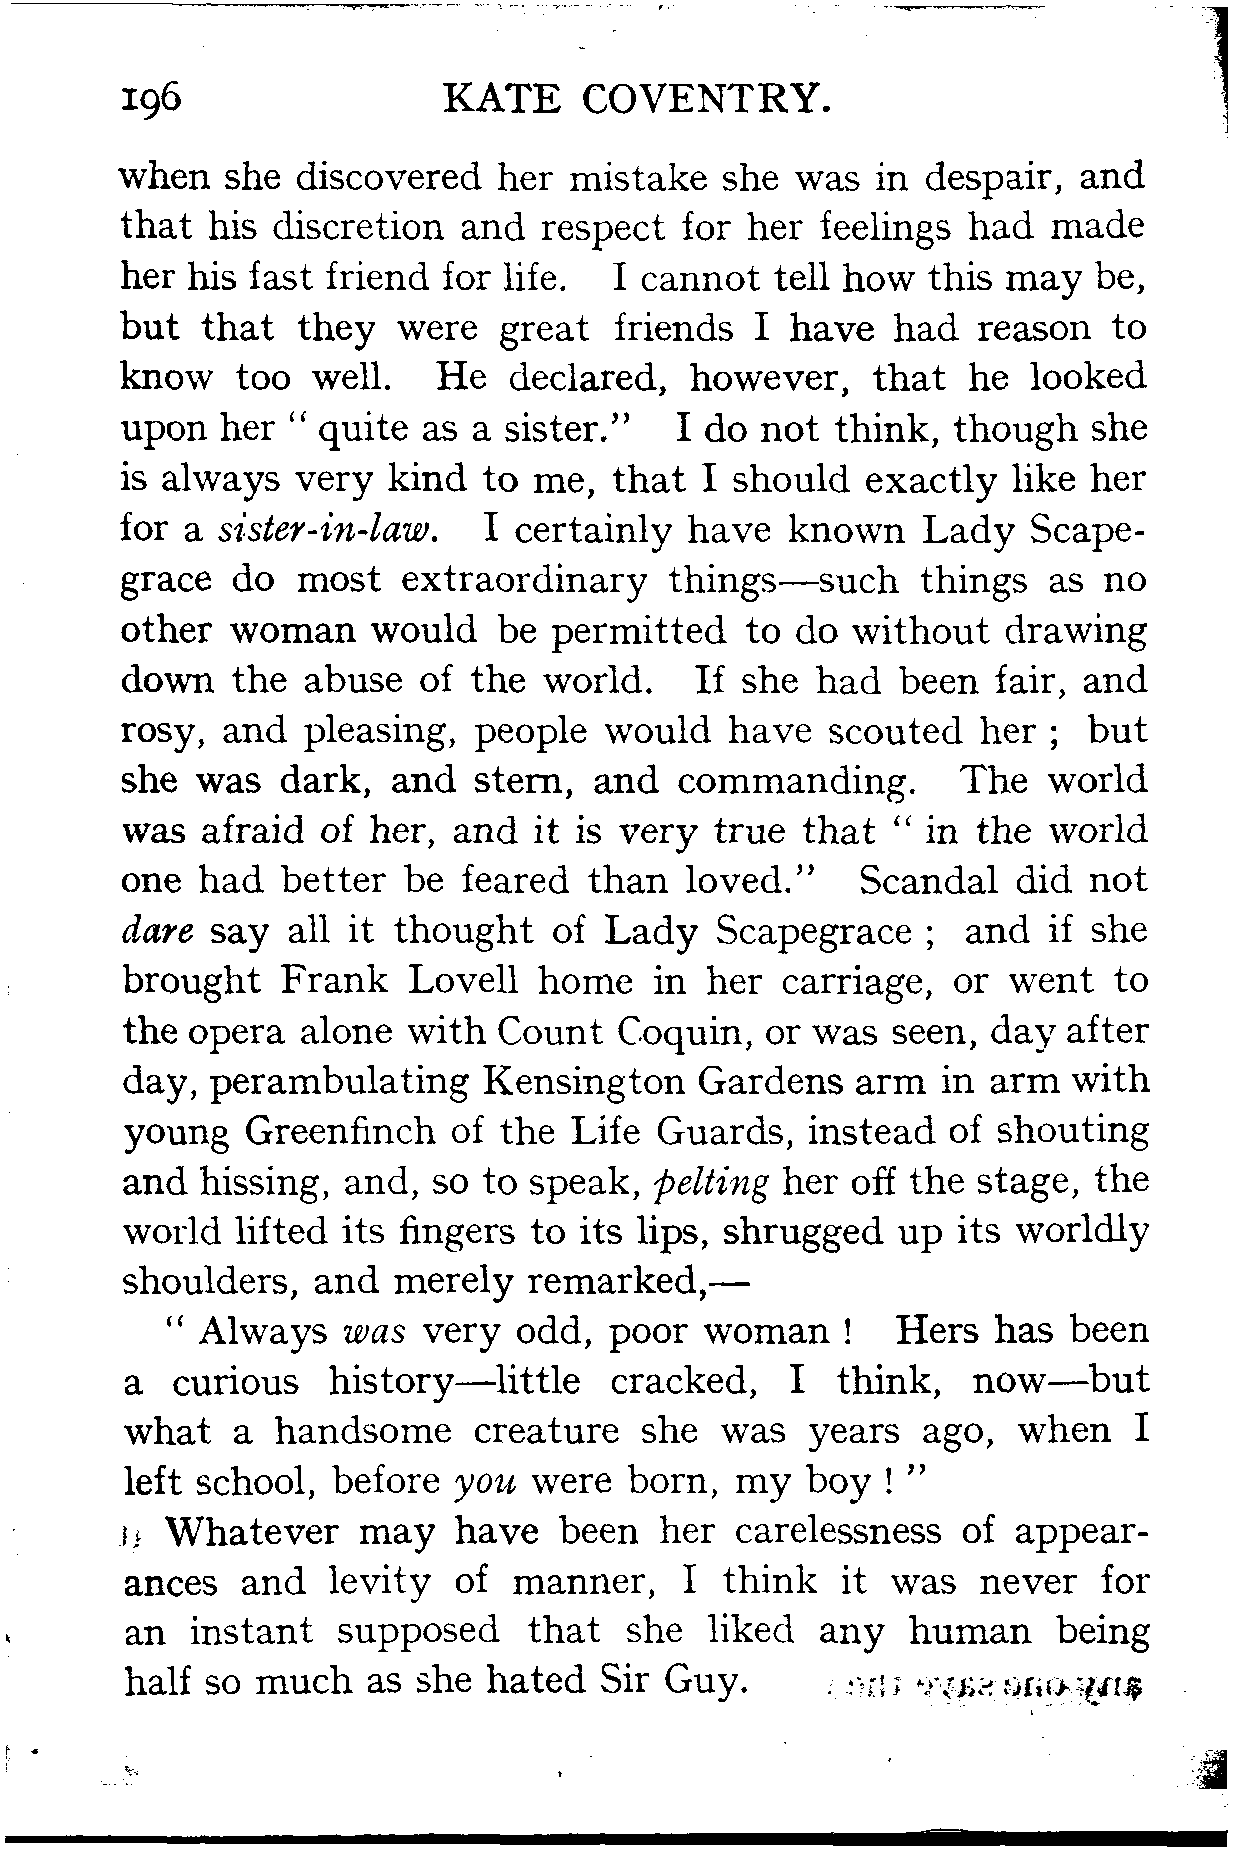 196 KATE COVENTRY.
when she discovered her mistake she was in despair, and
that his discretion and respect for her feelings had made
her his fast friend for life. I cannot tell how this may be,
but that they were great friends I have had reason to
know too well. He declared, however, that he looked
upon her “ quite as a sister.” I do not think, though she
is always very kind to me, that I should exactly like her
for a sister-in-law. I certainly have known Lady Scape-
grace do most extraordinary things—such things as no
other woman would be permitted to do without drawing
down the abuse of the world. If she had been fair, and
rosy, and pleasing, people would have scouted her ; but
she was dark, and stern, and commanding. The world
was afraid of her, and it is very true that “ in the world
one had better be feared than loved.” Scandal did not
dare say all it thought of Lady Scapegrace ; and if she
brought Frank Lovell home in her carriage, or went to
the opera alone with Count Coquin, or was seen, day after
day, perambulating Kensington Gardens arm in arm with
young Greenfinch of the Life Guards, instead of shouting
and hissing, and, so to speak, pelting her off the stage, the
world lifted its fingers to its lips, shrugged up its worldly
shoulders, and merely remarked,—
“ Always was very odd, poor woman ! Hers has been
a curious history—little cracked, I think, now—but
what a handsome creature she was years ago, when I
left school, before you were born, my boy ! ”
Whatever may have been her carelessness of appear-
ances and levity of manner, I think it was never for
an instant supposed that she liked any human being
half so much as she hated Sir Guy.